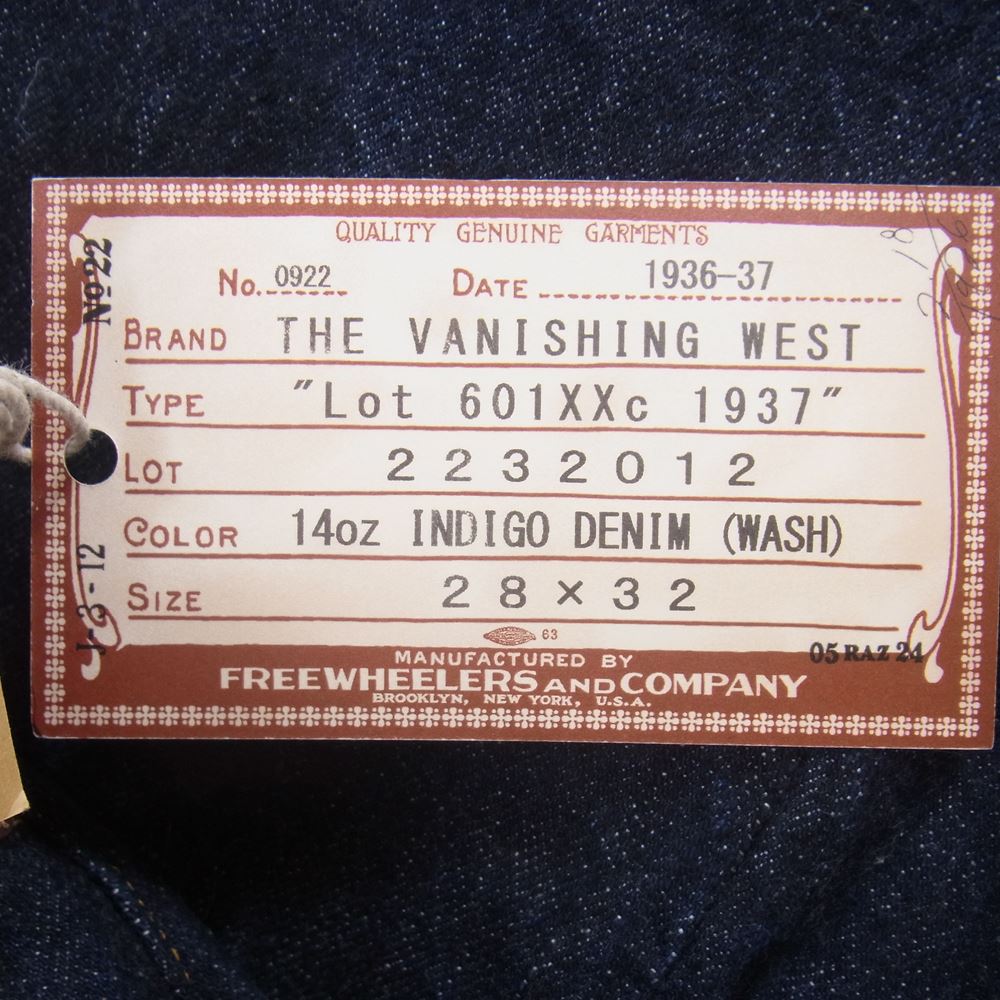 QUALITY GENUINE GARMENTS
No. 0922 DATE 1936-37
BRAND THE VANISHING WEST
TYPE "Lot 601XXc 1937"
LOT 2232012
COLOR 14oz INDIGO DENIM (WASH)
SIZE 28×32
63
MANUFACTURED BY
FREEWHEELERS AND COMPANY
BROOKLYN, NEW YORK, U.S.A.
No 22
J-3-12
05 RAZ 24